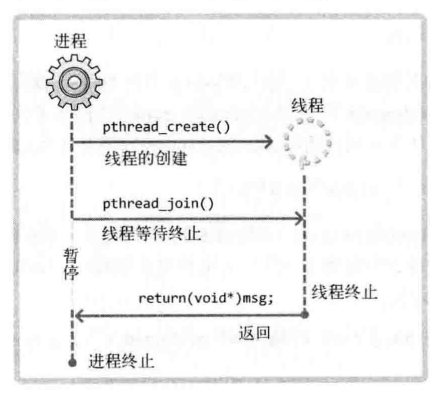 进程
线程
pthread_create()
线程的创建
pthread_join()
线程等待终止
暂停
return(void*)msg;
线程终止
返回
进程终止